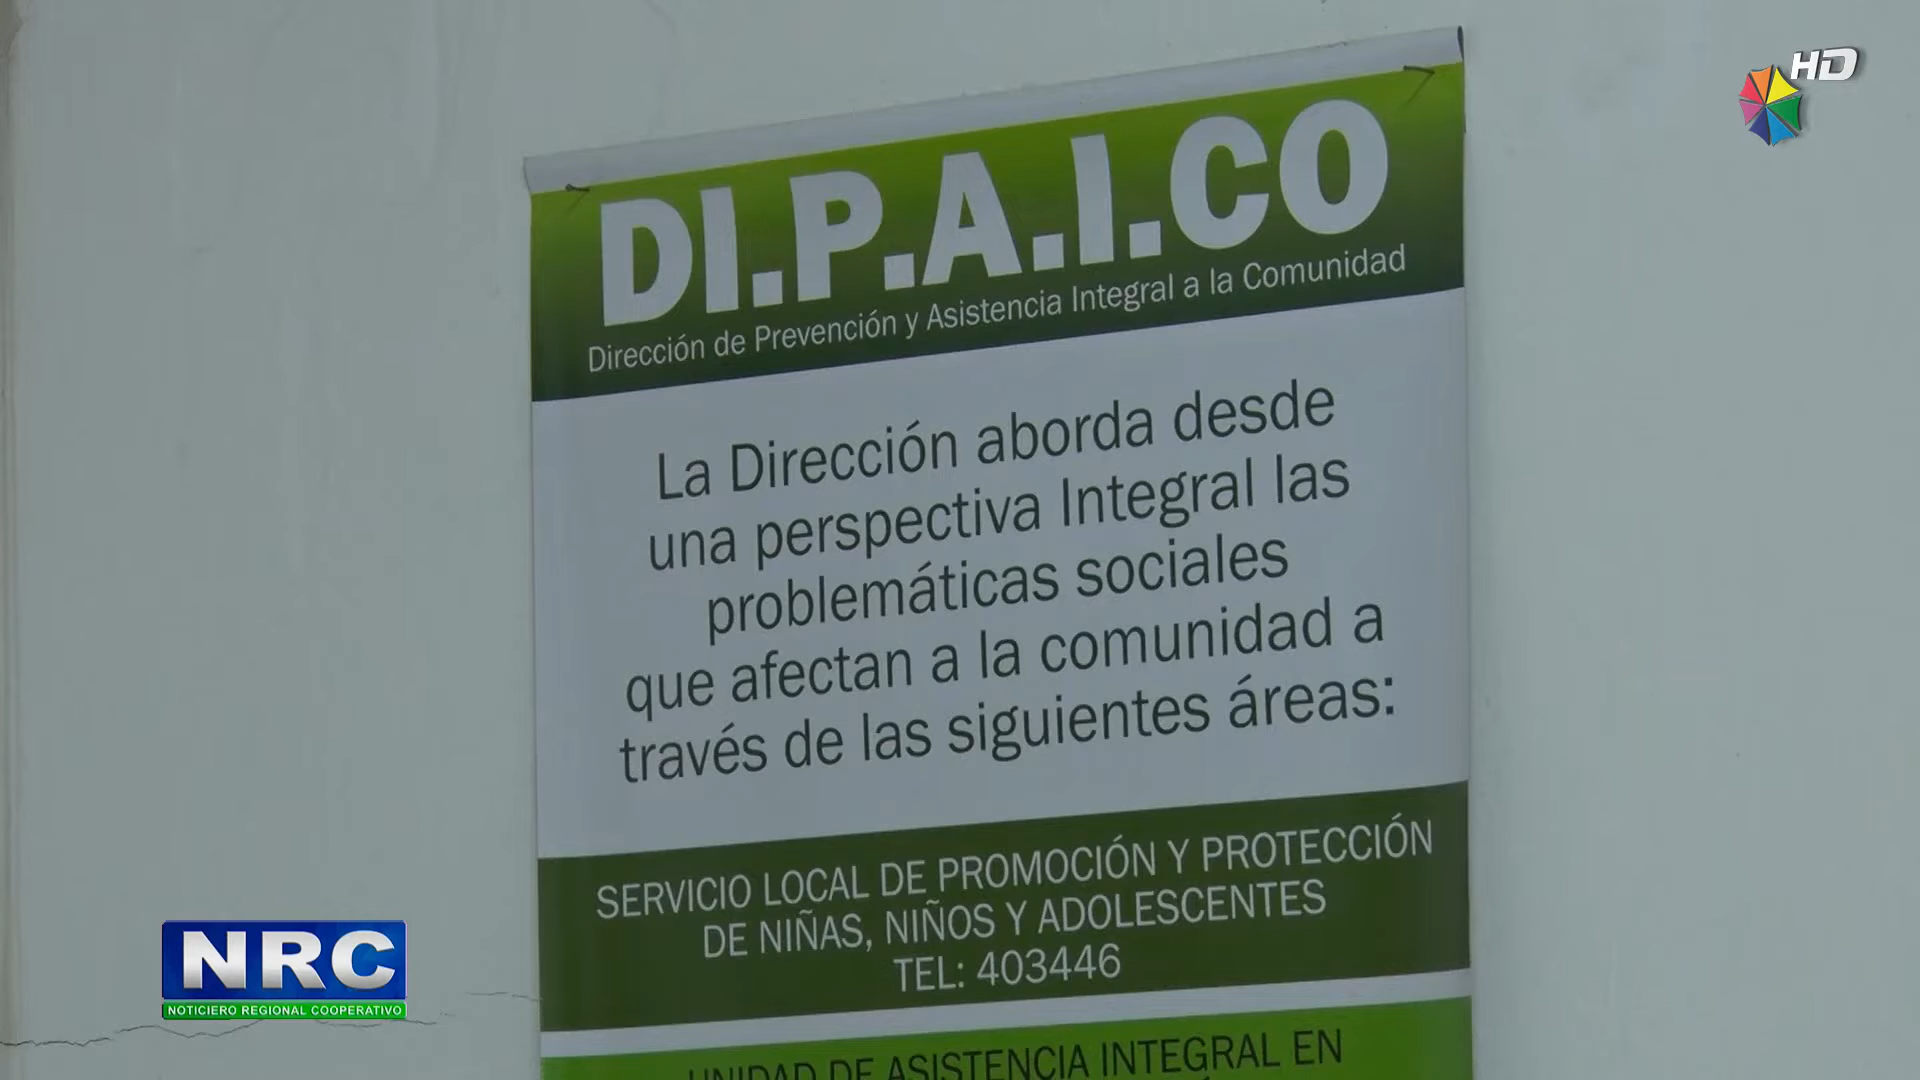 HD
DI.P.A.I.CO
Dirección de Prevención y Asistencia Integral a la Comunidad
La Dirección aborda desde
una perspectiva Integral las
problemáticas sociales
que afectan a la comunidad a
través de las siguientes áreas:
SERVICIO LOCAL DE PROMOCIÓN Y PROTECCIÓN
DE NIÑAS, NIÑOS Y ADOLESCENTES
TEL: 403446
UNIDAD DE ASISTENCIA INTEGRAL EN
NRC
NOTICIERO REGIONAL COOPERATIVO